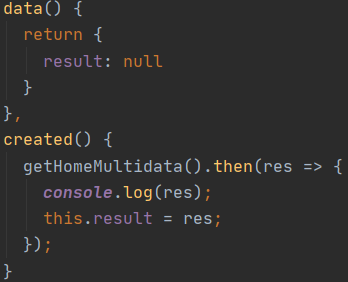 data() {
  return {
    result: null
  }
},
created() {
  getHomeMultidata().then(res => {
    console.log(res);
    this.result = res;
  });
}